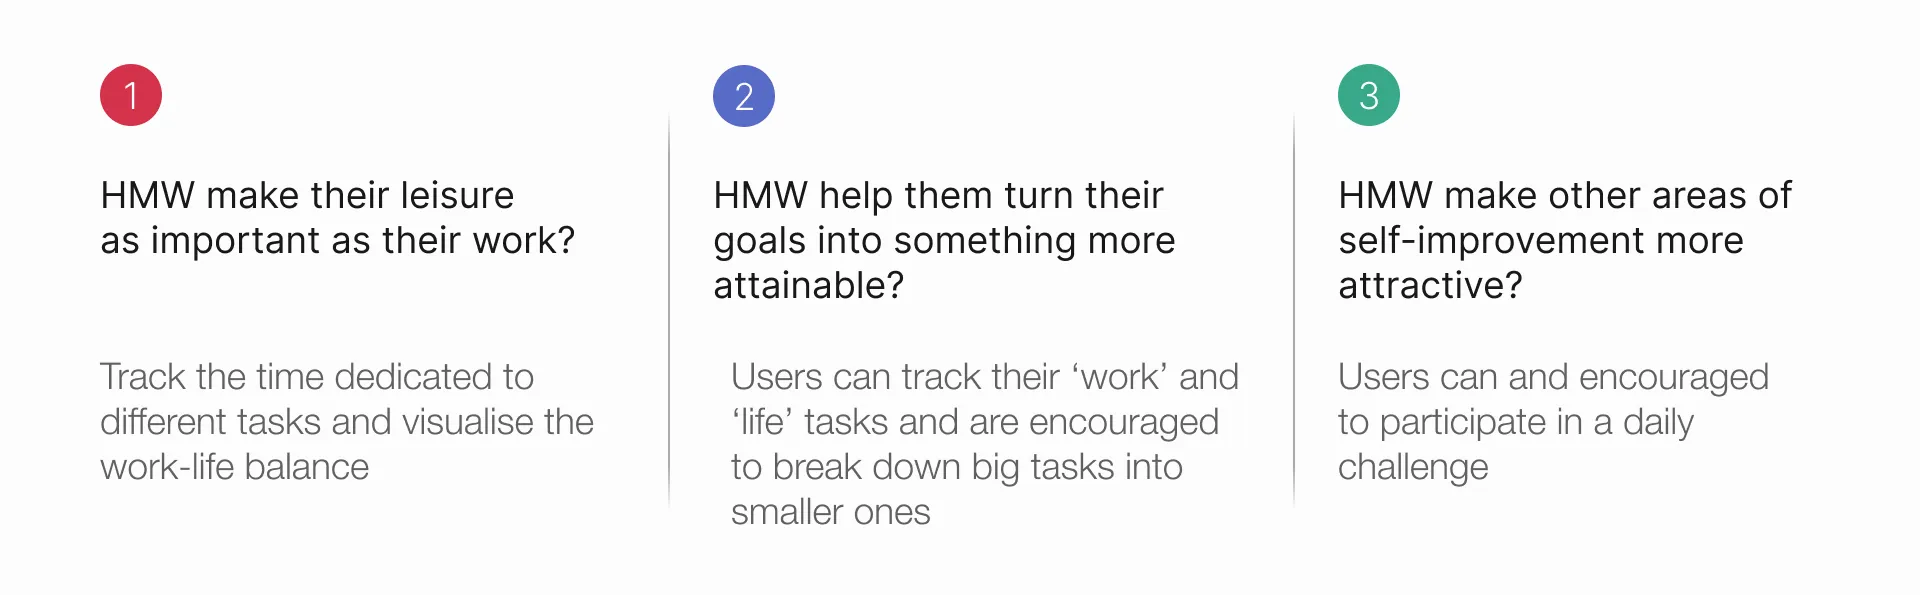 1
HMW make their leisure
as important as their work?
Track the time dedicated to
different tasks and visualise the
work-life balance
2
HMW help them turn their
goals into something more
attainable?
Users can track their ‘work’ and
‘life’ tasks and are encouraged
to break down big tasks into
smaller ones
3
HMW make other areas of
self-improvement more
attractive?
Users can and encouraged
to participate in a daily
challenge